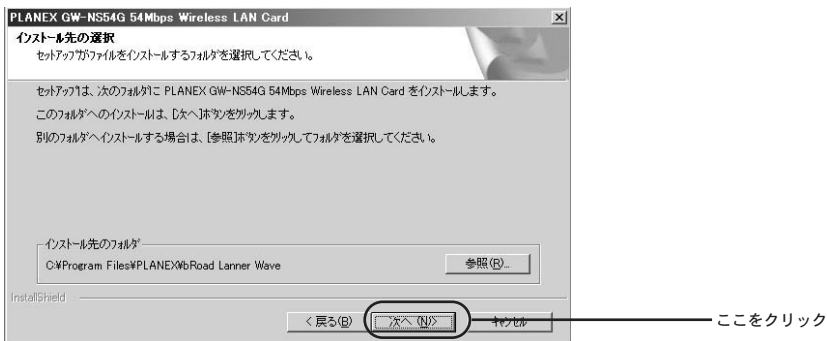 PLANEX GW-NS54G 54Mbps Wireless LAN Card
インストール先の選択
セットアップがファイルをインストールするフォルダを選択してください。
セットアップは、次のフォルダに PLANEX GW-NS54G 54Mbps Wireless LAN Card をインストールします。
このフォルダへのインストールは、[次へ]ボタンをクリックします。
別のフォルダへインストールする場合は、[参照]ボタンをクリックしてフォルダを選択してください。
インストール先のフォルダ
C:¥Program Files¥PLANEX¥bRoad Lanner Wave
参照(R)...
InstallShield
< 戻る(B) 次へ (N)> キャンセル
ここをクリック